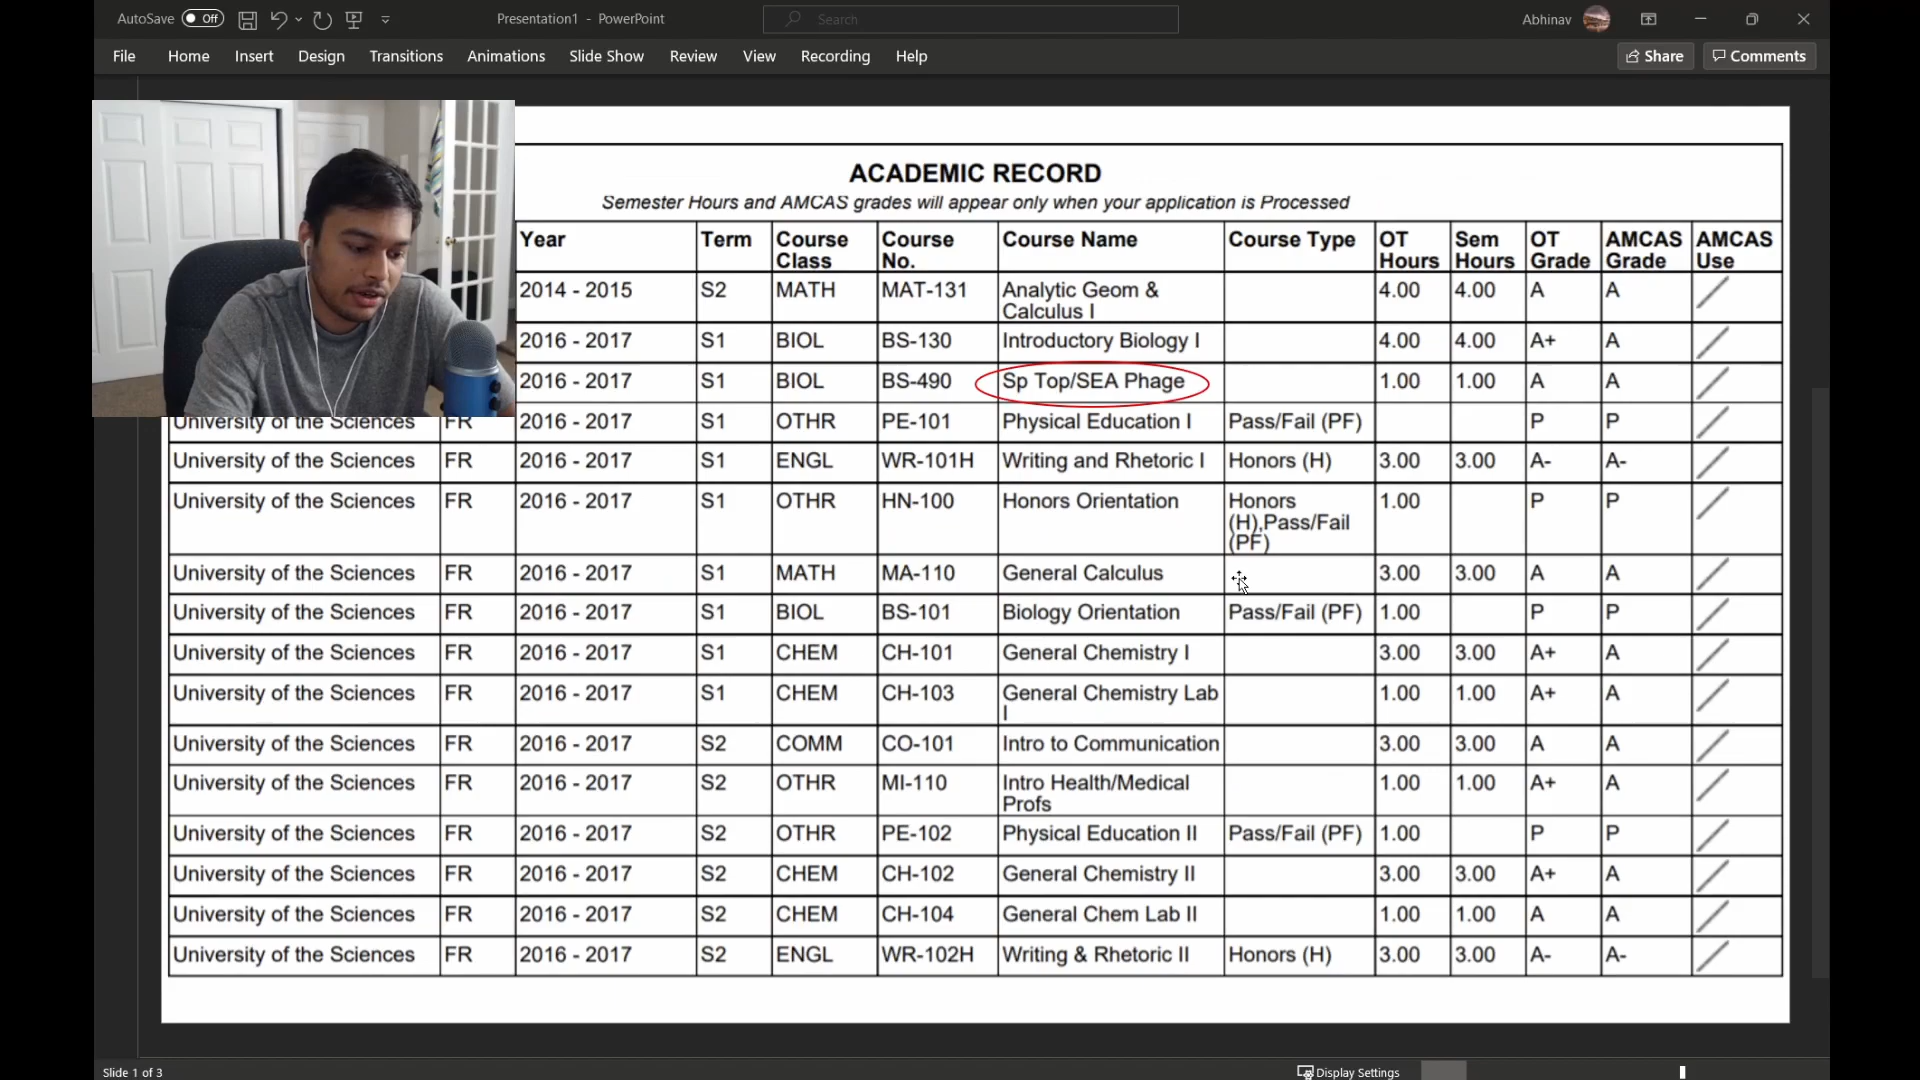 AutoSave Off Presentation1 - PowerPoint Search Abhinav
File Home Insert Design Transitions Animations Slide Show Review View Recording Help Share Comments
ACADEMIC RECORD
Semester Hours and AMCAS grades will appear only when your application is Processed
Year Term Course Class Course No. Course Name Course Type OT Hours Sem Hours OT Grade AMCAS Grade AMCAS Use
2014 - 2015 S2 MATH MAT-131 Analytic Geom & 4.00 4.00 A A
Calculus I
2016 - 2017 S1 BIOL BS-130 Introductory Biology I 4.00 4.00 A+ A
2016 - 2017 S1 BIOL BS-490 Sp Top/SEA Phage 1.00 1.00 A A
University of the Sciences FR 2016 - 2017 S1 OTHR PE-101 Physical Education I Pass/Fail (PF) P P
University of the Sciences FR 2016 - 2017 S1 ENGL WR-101H Writing and Rhetoric I Honors (H) 3.00 3.00 A- A-
University of the Sciences FR 2016 - 2017 S1 OTHR HN-100 Honors Orientation Honors 1.00 P P
(H),Pass/Fail
(PF)
University of the Sciences FR 2016 - 2017 S1 MATH MA-110 General Calculus 3.00 3.00 A A
University of the Sciences FR 2016 - 2017 S1 BIOL BS-101 Biology Orientation Pass/Fail (PF) 1.00 P P
University of the Sciences FR 2016 - 2017 S1 CHEM CH-101 General Chemistry I 3.00 3.00 A+ A
University of the Sciences FR 2016 - 2017 S1 CHEM CH-103 General Chemistry Lab 1.00 1.00 A+ A
I
University of the Sciences FR 2016 - 2017 S2 COMM CO-101 Intro to Communication 3.00 3.00 A A
University of the Sciences FR 2016 - 2017 S2 OTHR MI-110 Intro Health/Medical 1.00 1.00 A+ A
Profs
University of the Sciences FR 2016 - 2017 S2 OTHR PE-102 Physical Education II Pass/Fail (PF) 1.00 P P
University of the Sciences FR 2016 - 2017 S2 CHEM CH-102 General Chemistry II 3.00 3.00 A+ A
University of the Sciences FR 2016 - 2017 S2 CHEM CH-104 General Chem Lab II 1.00 1.00 A A
University of the Sciences FR 2016 - 2017 S2 ENGL WR-102H Writing & Rhetoric II Honors (H) 3.00 3.00 A- A-
Slide 1 of 3 Display Settings